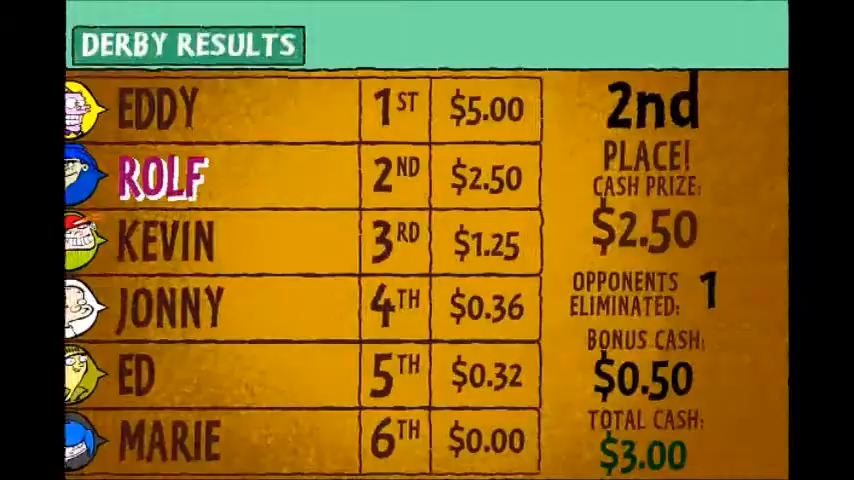 DERBY RESULTS
EDDY 1ST $5.00
ROLF 2ND $2.50
KEVIN 3RD $1.25
JONNY 4TH $0.36
ED 5TH $0.32
MARIE 6TH $0.00
2nd
PLACE!
CASH PRIZE:
$2.50
OPPONENTS
ELIMINATED: 1
BONUS CASH:
$0.50
TOTAL CASH:
$3.00